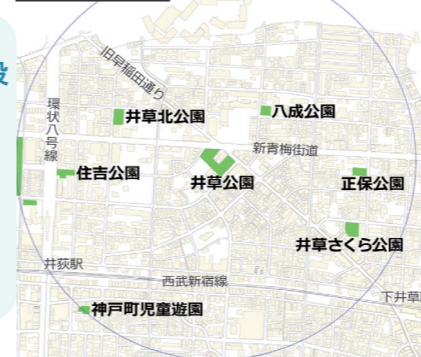 設
旧早稲田通り
環状八号線
井草北公園
八成公園
新青梅街道
住吉公園
井草公園
正保公園
井草さくら公園
井荻駅
西武新宿線
下井草
神戸町児童遊園